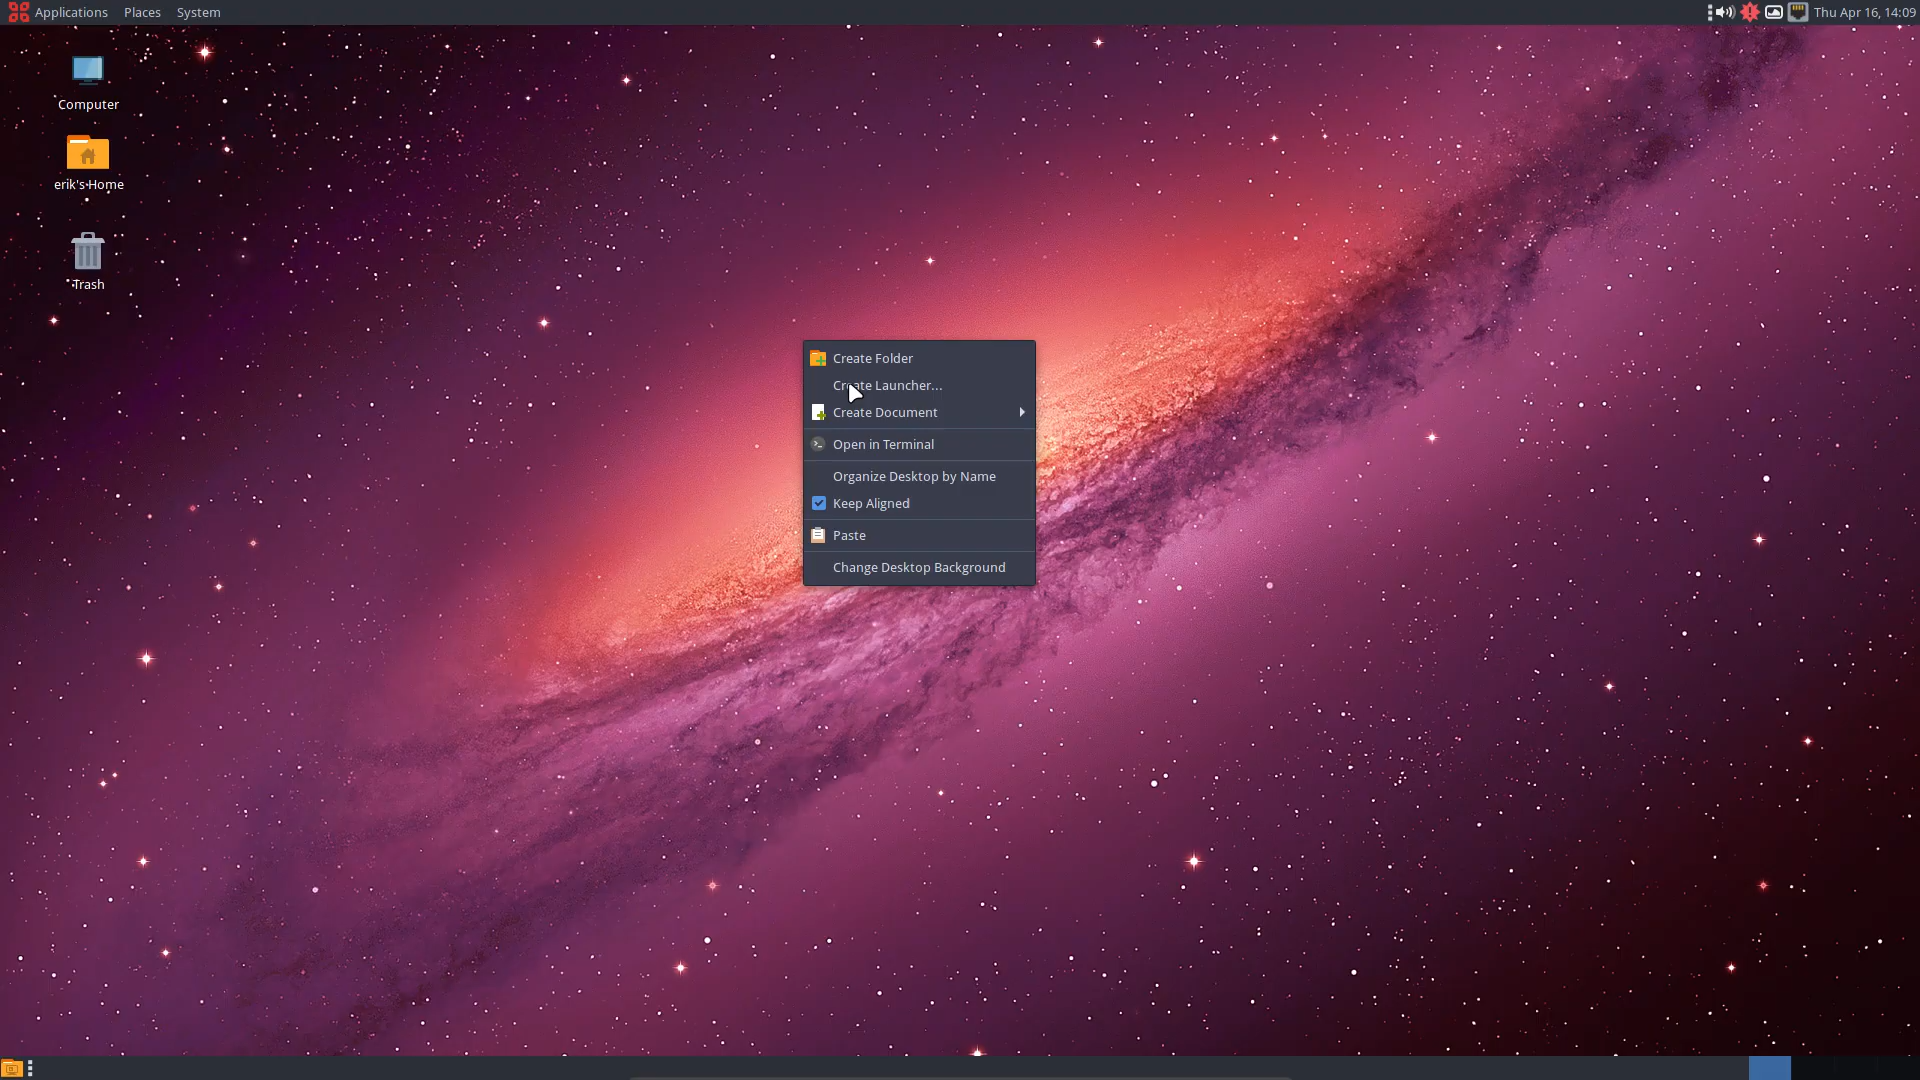 Applications Places System Thu Apr 16, 14:09
Computer
erik's Home
Trash
Create Folder
Create Launcher...
Create Document
Open in Terminal
Organize Desktop by Name
Keep Aligned
Paste
Change Desktop Background